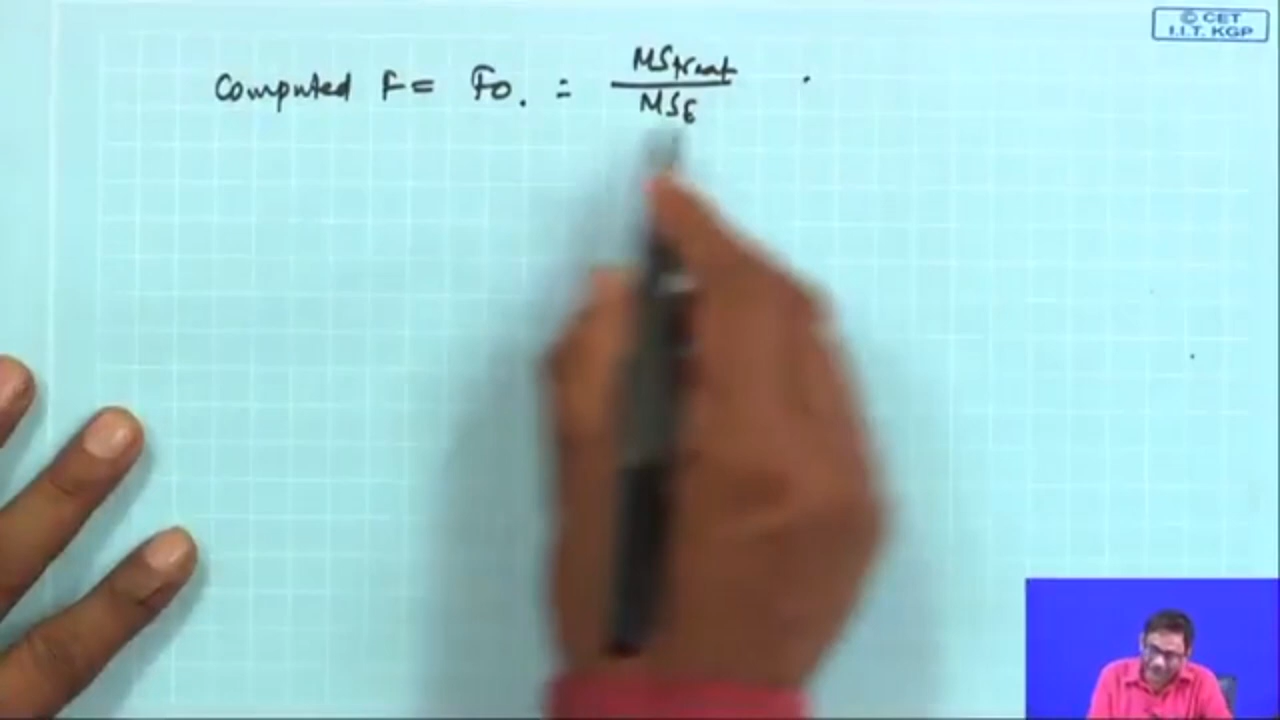 © CET
I.I.T. KGP
Computed F = F0. = MStreat / MSE